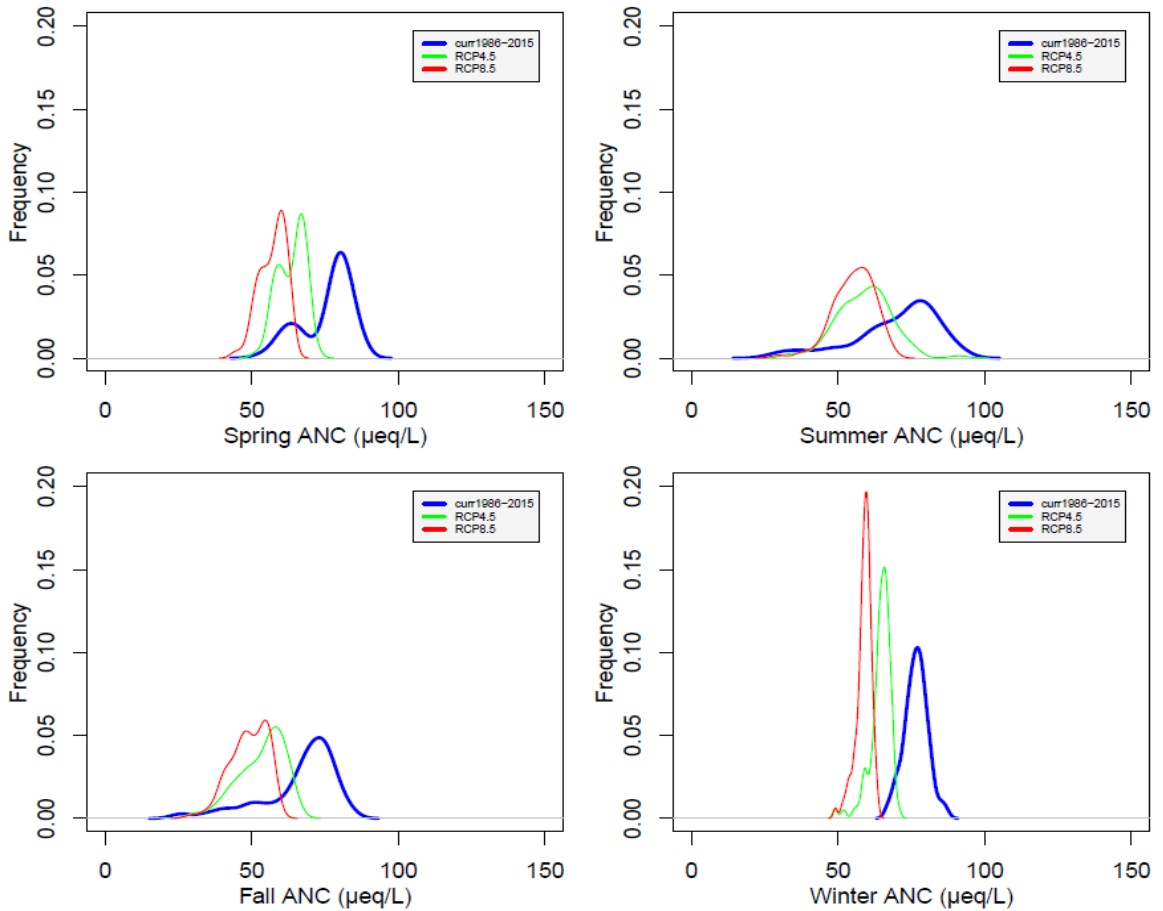 0.20
0.15
0.10
0.05
0.00
Frequency
curr1986-2015
RCP4.5
RCP8.5
0 50 100 150
Spring ANC (µeq/L)
0.20
0.15
0.10
0.05
0.00
Frequency
curr1986-2015
RCP4.5
RCP8.5
0 50 100 150
Summer ANC (µeq/L)
0.20
0.15
0.10
0.05
0.00
Frequency
curr1986-2015
RCP4.5
RCP8.5
0 50 100 150
Fall ANC (µeq/L)
0.20
0.15
0.10
0.05
0.00
Frequency
curr1986-2015
RCP4.5
RCP8.5
0 50 100 150
Winter ANC (µeq/L)